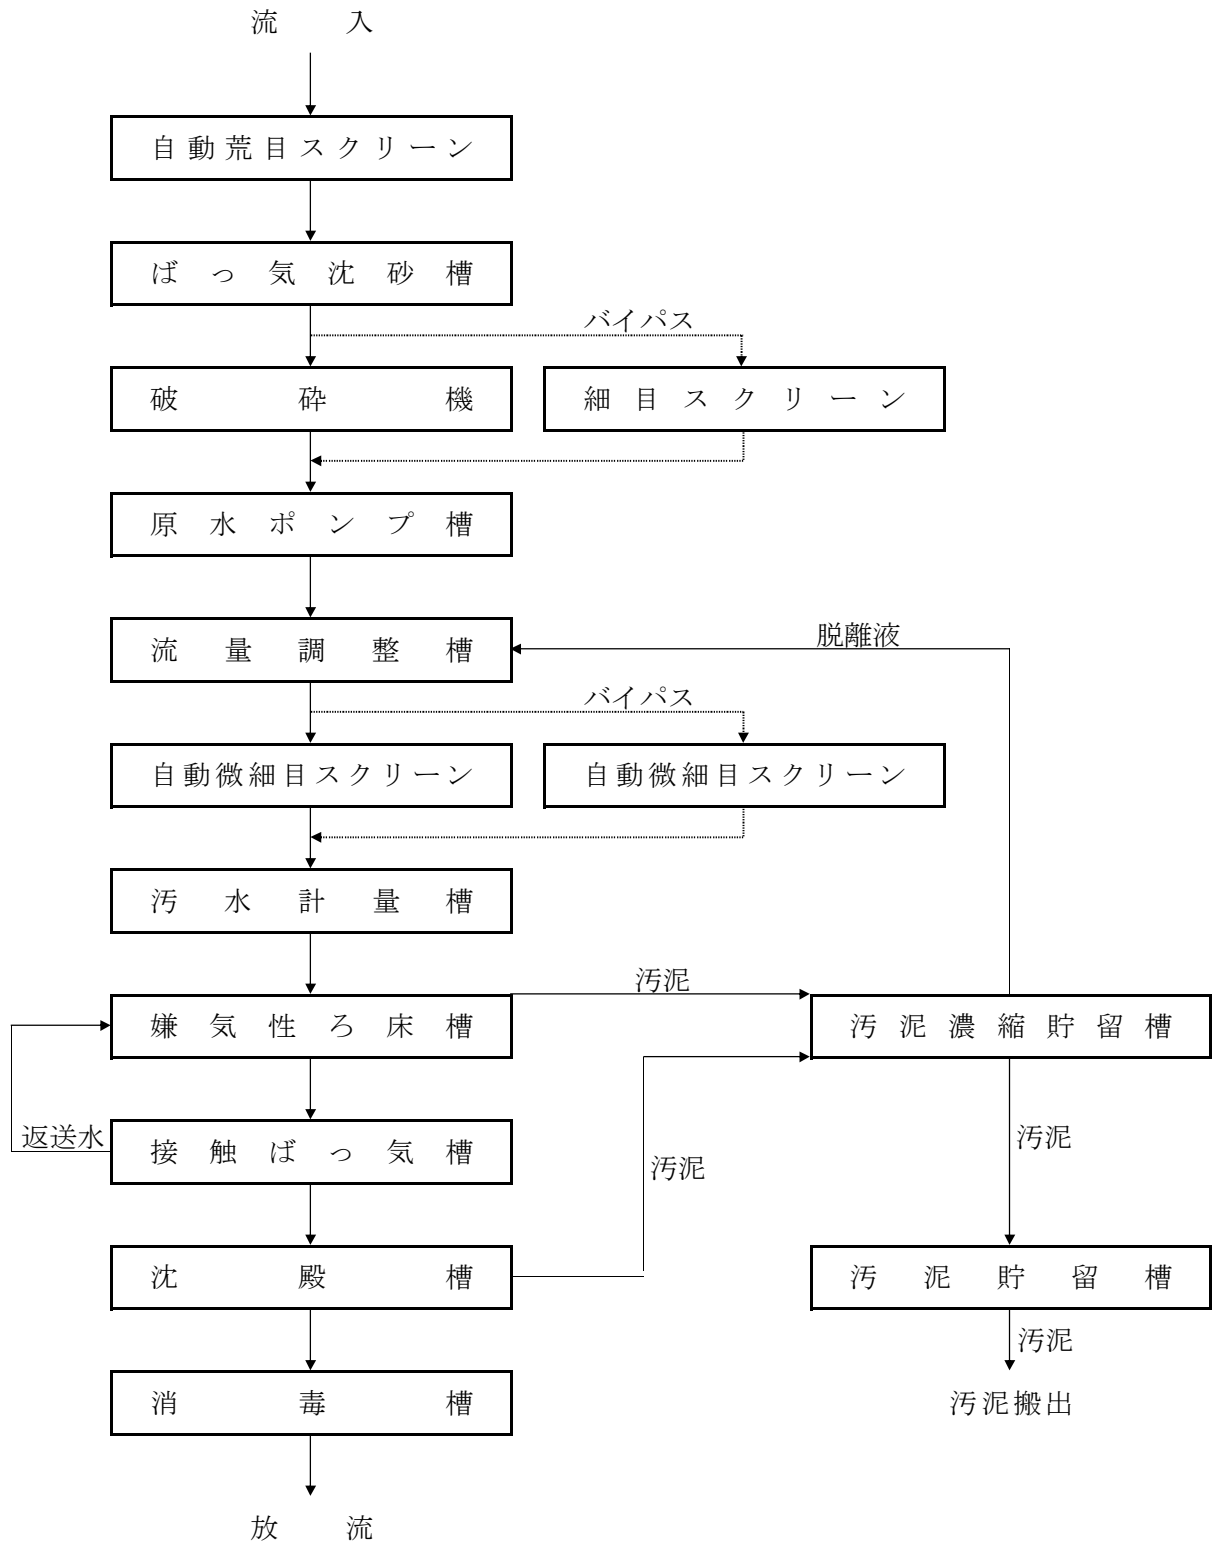 流入
自動荒目スクリーン
ばっ気沈砂槽
バイパス
破砕機
細目スクリーン
原水ポンプ槽
流量調整槽
脱離液
バイパス
自動微細目スクリーン
自動微細目スクリーン
汚水計量槽
汚泥
嫌気性ろ床槽
汚泥濃縮貯留槽
返送水
接触ばっ気槽
汚泥
汚泥
沈殿槽
汚泥貯留槽
汚泥
消毒槽
汚泥搬出
放流